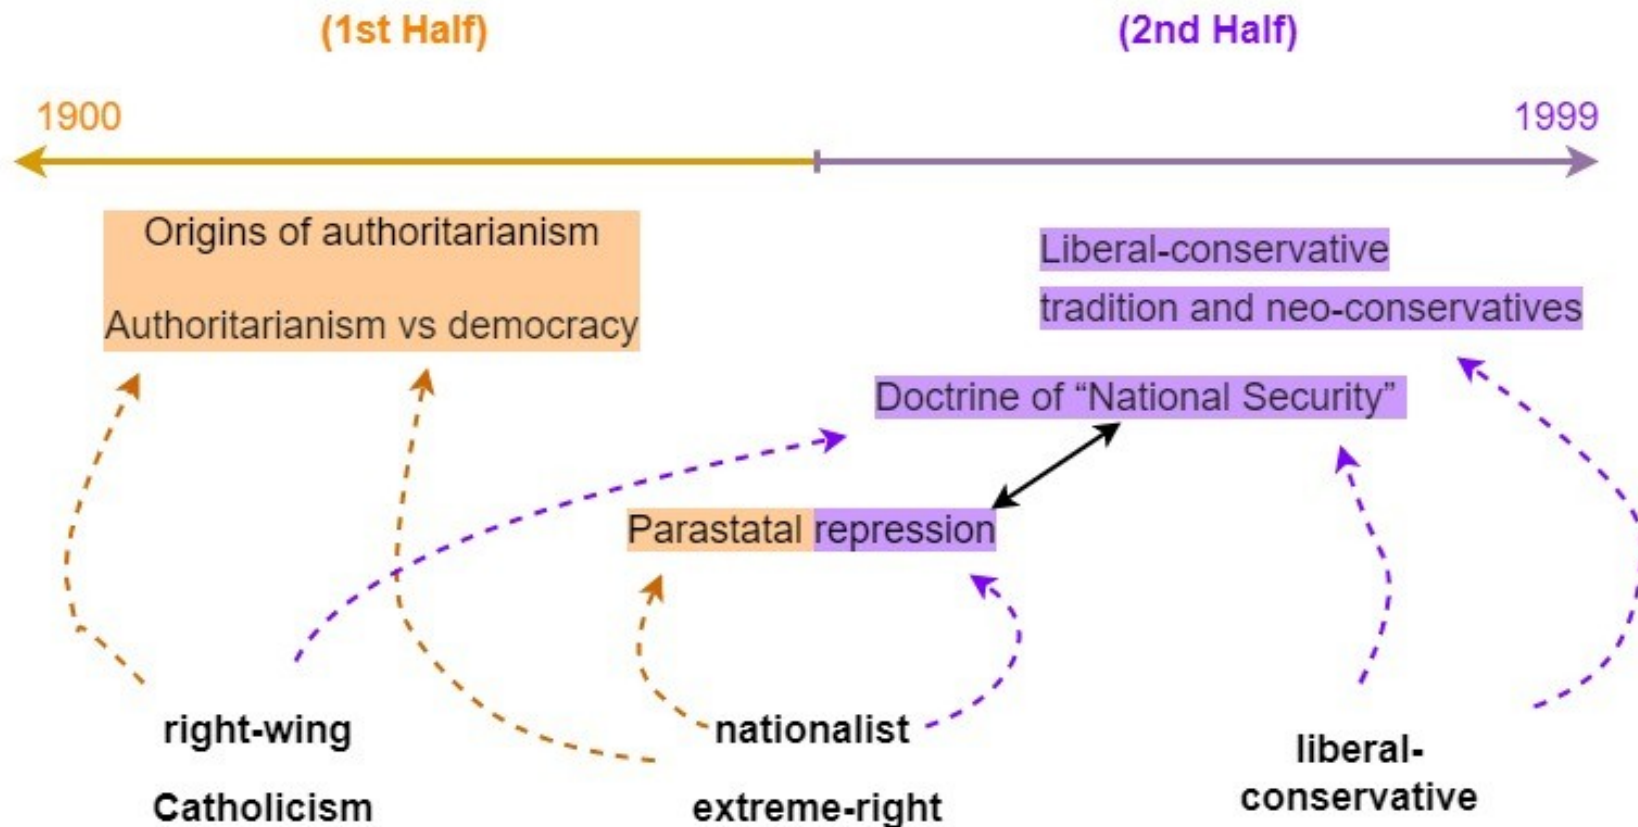 (1st Half)
(2nd Half)
1900
1999
Origins of authoritarianism
Authoritarianism vs democracy
Liberal-conservative
tradition and neo-conservatives
Doctrine of “National Security”
Parastatal repression
right-wing
Catholicism
nationalist
extreme-right
liberal-
conservative